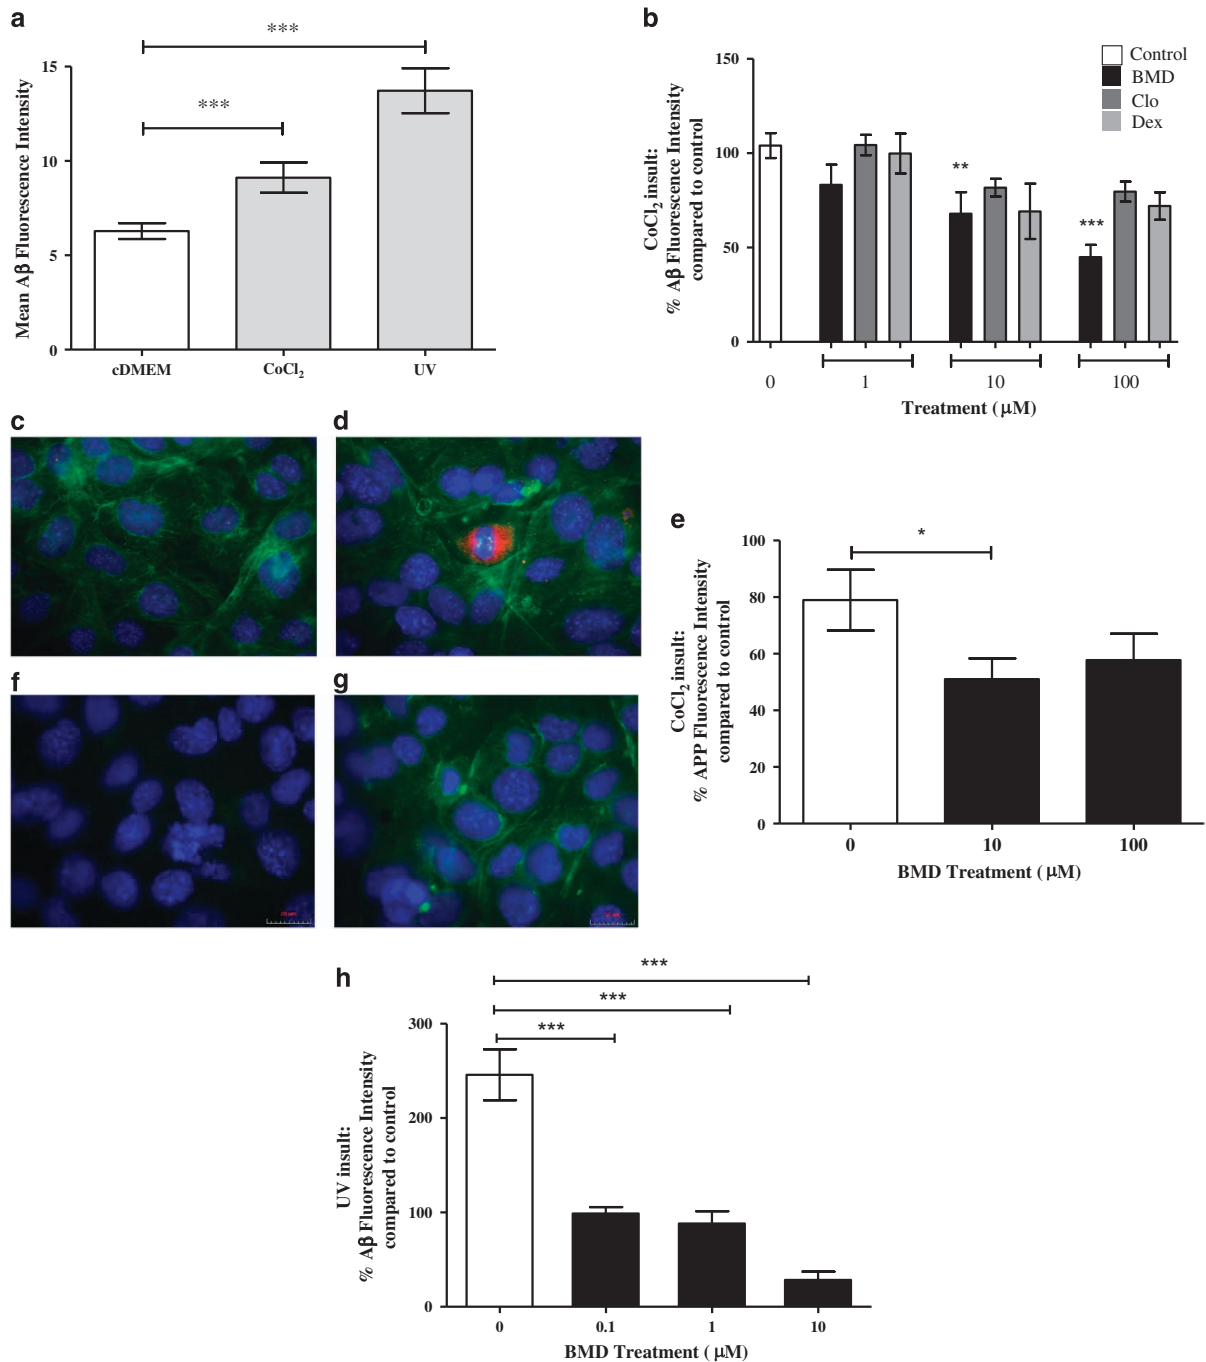 a
***
***
15
10
5
0
Mean Aβ Fluorescence Intensity
cDMEM
CoCl₂
UV
b
Control
BMD
Clo
Dex
150
100
50
0
CoCl₂ insult:
% Aβ Fluorescence Intensity
compared to control
**
***
0
1
10
100
Treatment (μM)
c
d
e
*
100
80
60
40
20
0
CoCl₂ insult:
% APP Fluorescence Intensity
compared to control
0
10
100
BMD Treatment (μM)
f
g
h
***
***
***
300
200
100
0
UV insult:
% Aβ Fluorescence Intensity
compared to control
0
0.1
1
10
BMD Treatment (μM)